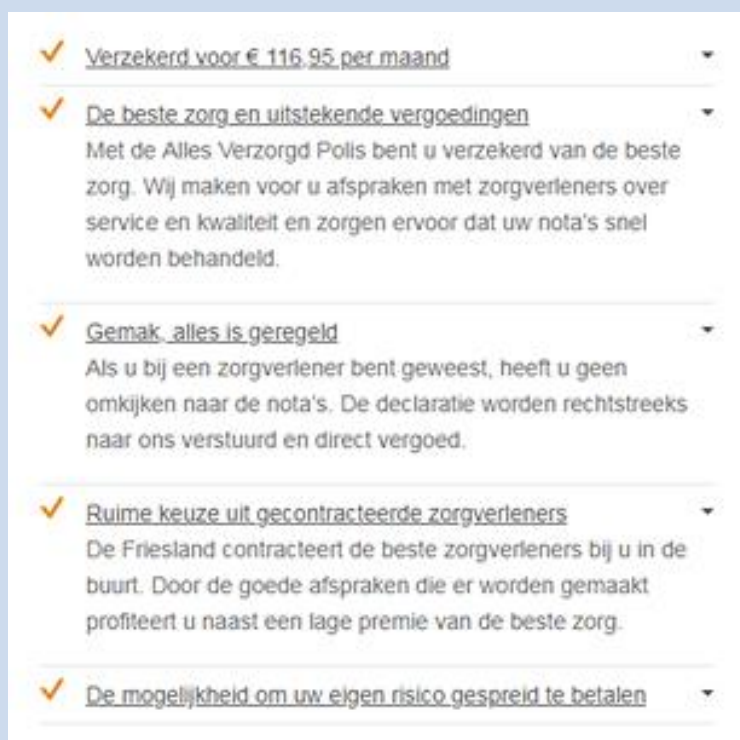 Verzekerd voor € 116,95 per maand
De beste zorg en uitstekende vergoedingen
Met de Alles Verzorgd Polis bent u verzekerd van de beste
zorg. Wij maken voor u afspraken met zorgverleners over
service en kwaliteit en zorgen ervoor dat uw nota's snel
worden behandeld.
Gemak, alles is geregeld
Als u bij een zorgverlener bent geweest, heeft u geen
omkijken naar de nota's. De declaratie worden rechtstreeks
naar ons verstuurd en direct vergoed.
Ruime keuze uit gecontracteerde zorgverleners
De Friesland contracteert de beste zorgverleners bij u in de
buurt. Door de goede afspraken die er worden gemaakt
profiteert u naast een lage premie van de beste zorg.
De mogelijkheid om uw eigen risico gespreid te betalen